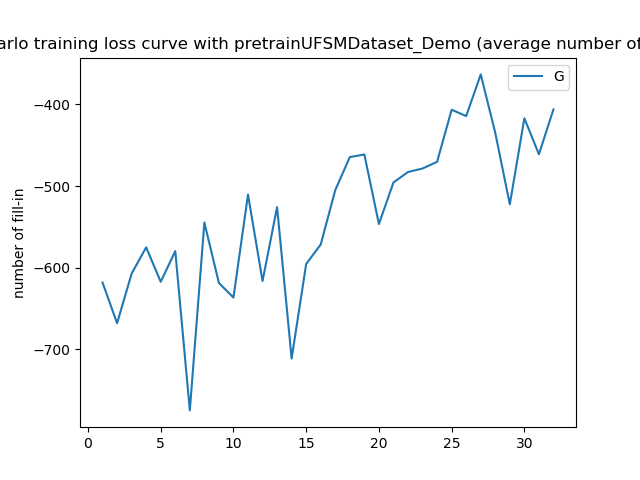 arlo training loss curve with pretrainUFSMDataset_Demo (average number of
G
number of fill-in
−400
−500
−600
−700
0 5 10 15 20 25 30